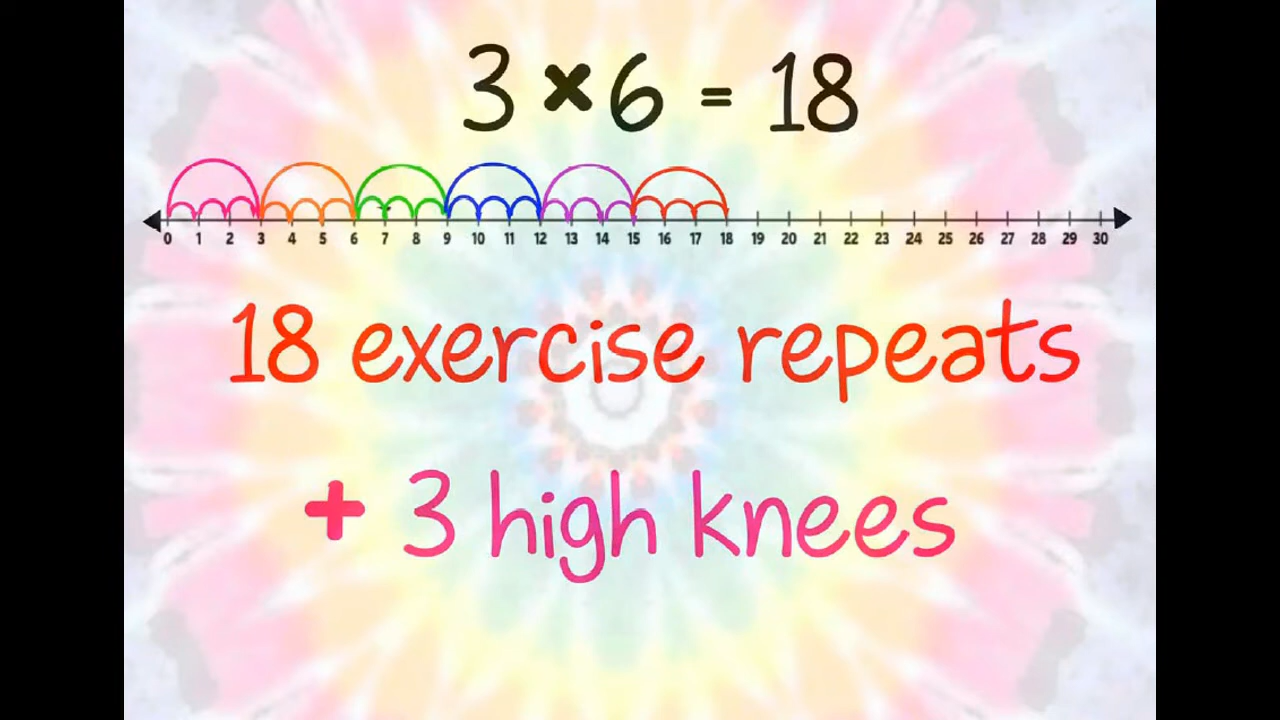 3 × 6 = 18
0 1 2 3 4 5 6 7 8 9 10 11 12 13 14 15 16 17 18 19 20 21 22 23 24 25 26 27 28 29 30
18 exercise repeats
+ 3 high knees